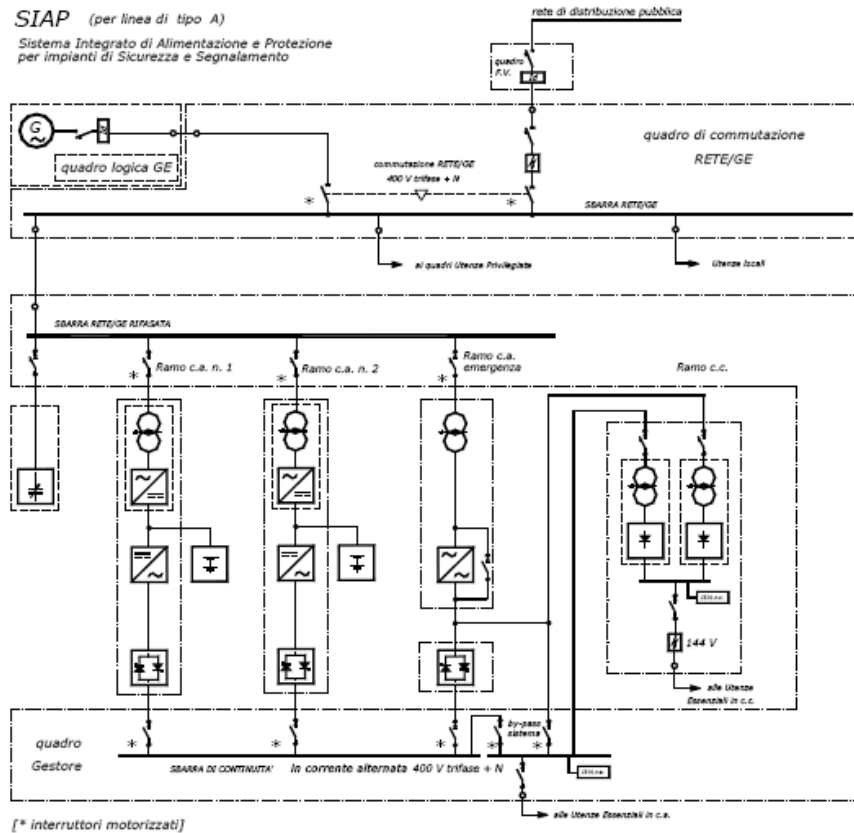 SIAP (per linea di tipo A)
Sistema Integrato di Alimentazione e Protezione
per impianti di Sicurezza e Segnalamento
rete di distribuzione pubblica
quadro
F.V.
G
quadro logica GE
commutazione RETE/GE
400 V trifase + N
quadro di commutazione
RETE/GE
*
*
SBARRA RETE/GE
ai quadri Utenze Privilegiate
Utenze locali
SBARRA RETE/GE RIFASATA
* Ramo c.a. n. 1
* Ramo c.a. n. 2
* Ramo c.a.
emergenza
Ramo c.c.
144 V
alle Utenze
Essenziali in c.c.
quadro
Gestore
*
*
*
by-pass
sistema
*
*
SBARRA DI CONTINUITA' In corrente alternata 400 V trifase + N
alle Utenze Essenziali in c.a.
[* interruttori motorizzati]